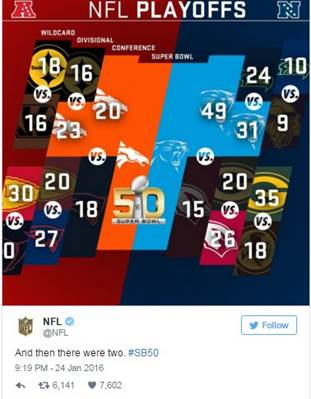 NFL PLAYOFFS
WILDCARD
DIVISIONAL
CONFERENCE
SUPER BOWL
18 16 24 10
VS. VS. 20 49 VS. VS.
16 23 31 9
VS. VS.
30 20 20 35
VS. VS. 18 50 15 VS. VS.
SUPER BOWL
0 27 26 18
NFL
@NFL
Follow
And then there were two. #SB50
9:19 PM - 24 Jan 2016
6,141 7,602